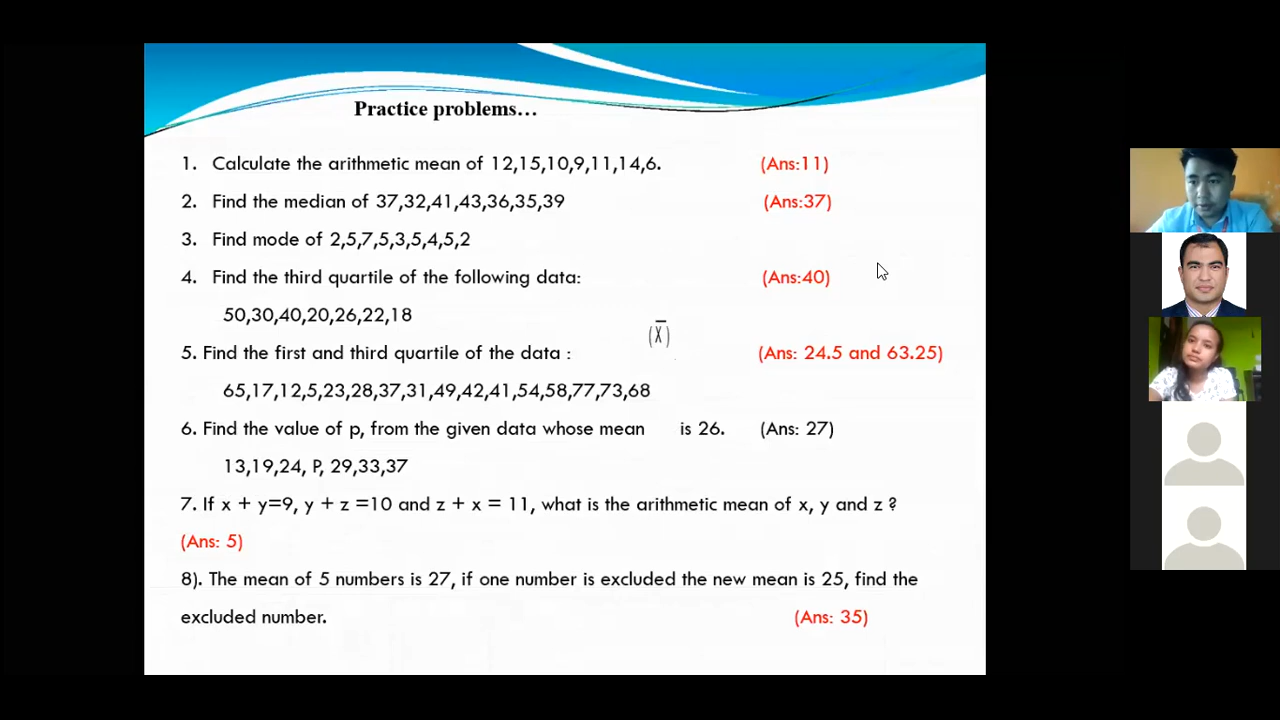 Practice problems...
1. Calculate the arithmetic mean of 12,15,10,9,11,14,6. (Ans:11)
2. Find the median of 37,32,41,43,36,35,39 (Ans:37)
3. Find mode of 2,5,7,5,3,5,4,5,2
4. Find the third quartile of the following data: (Ans:40)
50,30,40,20,26,22,18
(X̅)
5. Find the first and third quartile of the data : (Ans: 24.5 and 63.25)
65,17,12,5,23,28,37,31,49,42,41,54,58,77,73,68
6. Find the value of p, from the given data whose mean is 26. (Ans: 27)
13,19,24, P, 29,33,37
7. If x + y=9, y + z =10 and z + x = 11, what is the arithmetic mean of x, y and z ?
(Ans: 5)
8). The mean of 5 numbers is 27, if one number is excluded the new mean is 25, find the
excluded number. (Ans: 35)